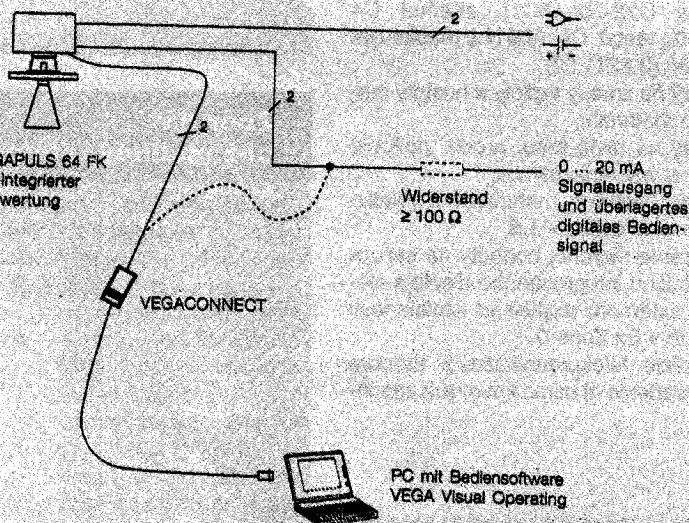 2
+ -
2
2
GAPULS 64 FK
integrierter
wertung
Widerstand
≥ 100 Ω
0 ... 20 mA
Signalausgang
und überlagertes
digitales Bedien-
signal
VEGACONNECT
PC mit Bediensoftware
VEGA Visual Operating